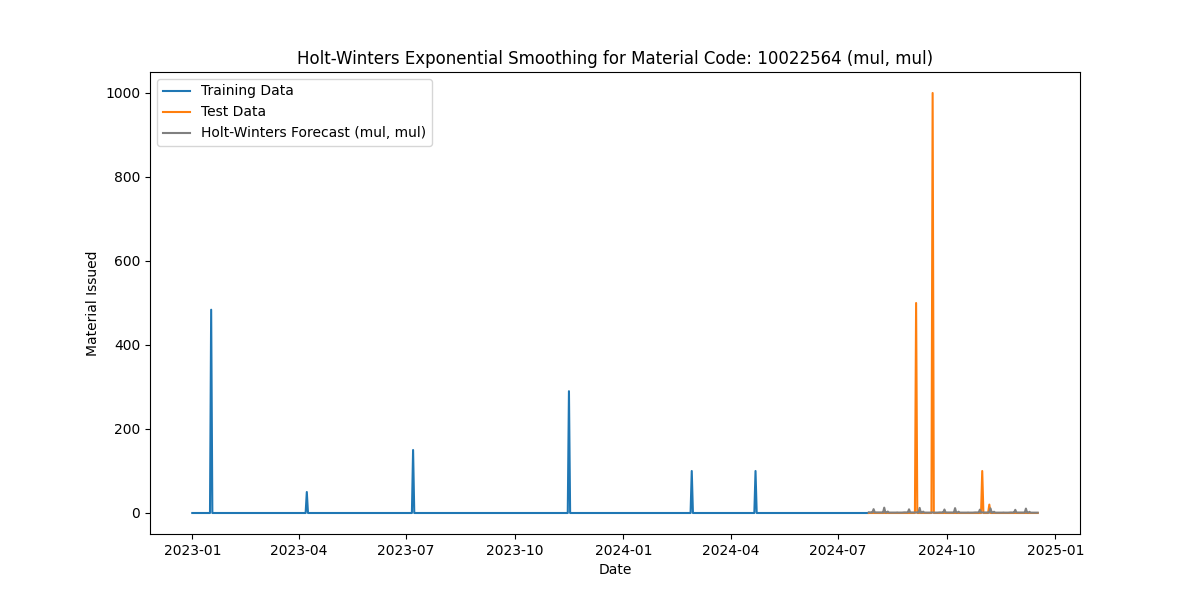 Holt-Winters Exponential Smoothing for Material Code: 10022564 (mul, mul)
Training Data
Test Data
Holt-Winters Forecast (mul, mul)
1000
800
600
400
200
0
Material Issued
2023-01 2023-04 2023-07 2023-10 2024-01 2024-04 2024-07 2024-10 2025-01
Date